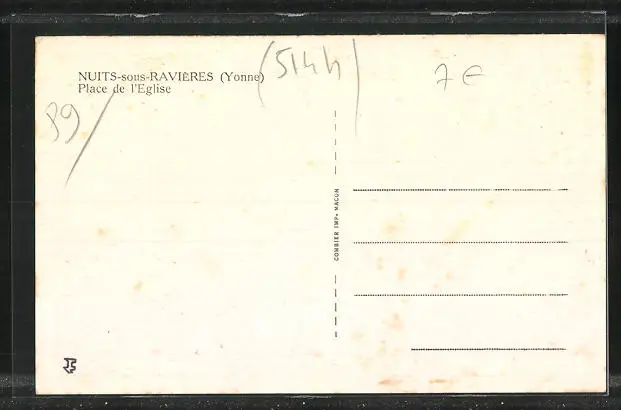 NUITS-sous-RAVIÈRES (Yonne)
Place de l'Eglise
(5144)
7 €
89/
COMBIER IMP. MACON